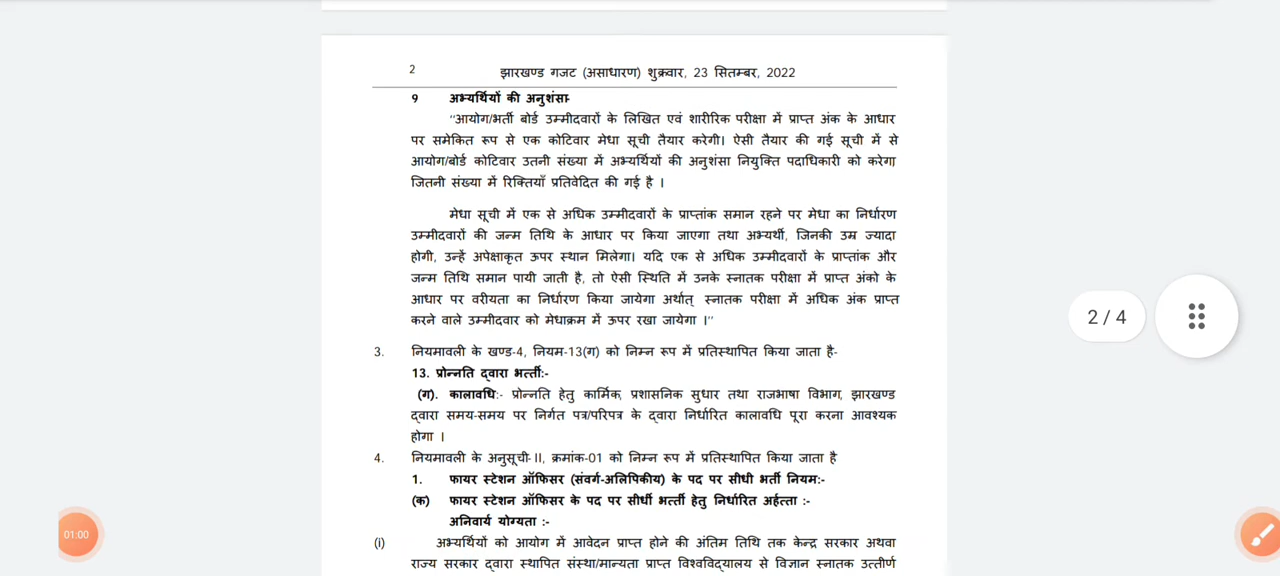 2
झारखण्ड गजट (असाधारण) शुक्रवार, 23 सितम्बर, 2022
9 अभ्यर्थियों की अनुशंसा-
"आयोग/भर्ती बोर्ड उम्मीदवारों के लिखित एवं शारीरिक परीक्षा में प्राप्त अंक के आधार
पर समेकित रूप से एक कोटिवार मेधा सूची तैयार करेगी। ऐसी तैयार की गई सूची में से
आयोग/बोर्ड कोटिवार उतनी संख्या में अभ्यर्थियों की अनुशंसा नियुक्ति पदाधिकारी को करेगा
जितनी संख्या में रिक्तियाँ प्रतिवेदित की गई है ।
मेधा सूची में एक से अधिक उम्मीदवारों के प्राप्तांक समान रहने पर मेधा का निर्धारण
उम्मीदवारों की जन्म तिथि के आधार पर किया जाएगा तथा अभ्यर्थी, जिनकी उम्र ज्यादा
होगी, उन्हें अपेक्षाकृत ऊपर स्थान मिलेगा। यदि एक से अधिक उम्मीदवारों के प्राप्तांक और
जन्म तिथि समान पायी जाती है, तो ऐसी स्थिति में उनके स्नातक परीक्षा में प्राप्त अंको के
आधार पर वरीयता का निर्धारण किया जायेगा अर्थात् स्नातक परीक्षा में अधिक अंक प्राप्त
करने वाले उम्मीदवार को मेधाक्रम में ऊपर रखा जायेगा ।"
3. नियमावली के खण्ड-4, नियम-13(ग) को निम्न रूप में प्रतिस्थापित किया जाता है-
13. प्रोन्नति द्वारा भर्त्ती:-
(ग). कालावधि:- प्रोन्नति हेतु कार्मिक, प्रशासनिक सुधार तथा राजभाषा विभाग, झारखण्ड
द्वारा समय-समय पर निर्गत पत्र/परिपत्र के द्वारा निर्धारित कालावधि पूरा करना आवश्यक
होगा ।
4. नियमावली के अनुसूची-II, क्रमांक-01 को निम्न रूप में प्रतिस्थापित किया जाता है
1. फायर स्टेशन ऑफिसर (संवर्ग-अलिपिकीय) के पद पर सीधी भर्ती नियम:-
(क) फायर स्टेशन ऑफिसर के पद पर सीधी भर्त्ती हेतु निर्धारित अर्हत्ता :-
अनिवार्य योग्यता :-
(i) अभ्यर्थियों को आयोग में आवेदन प्राप्त होने की अंतिम तिथि तक केन्द्र सरकार अथवा
राज्य सरकार द्वारा स्थापित संस्था/मान्यता प्राप्त विश्वविद्यालय से विज्ञान स्नातक उत्तीर्ण
2 / 4
01:00